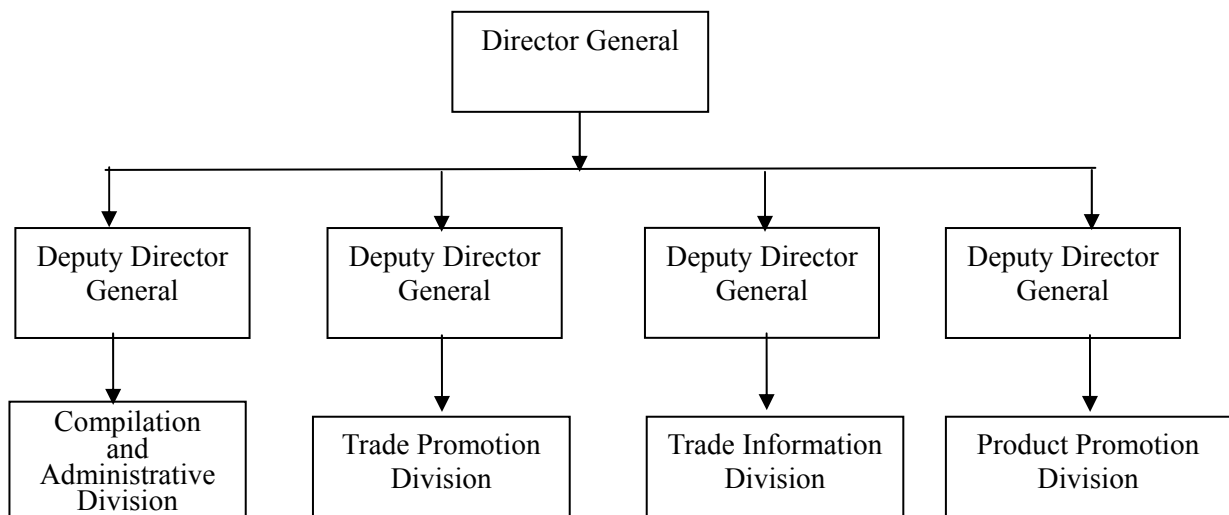 Director General
Deputy Director
General
Deputy Director
General
Deputy Director
General
Deputy Director
General
Compilation
and
Administrative
Division
Trade Promotion
Division
Trade Information
Division
Product Promotion
Division